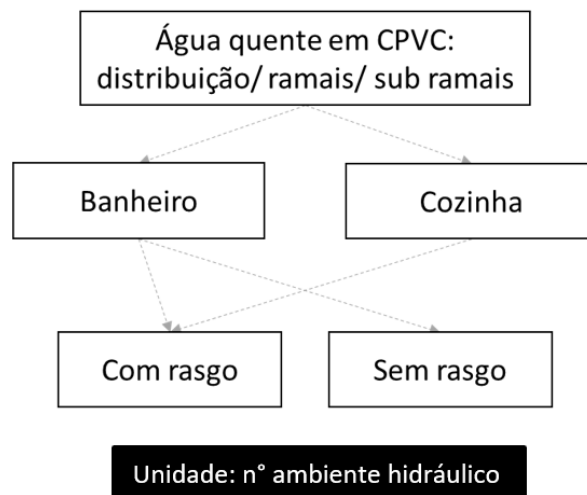 Água quente em CPVC:
distribuição/ ramais/ sub ramais
Banheiro
Cozinha
Com rasgo
Sem rasgo
Unidade: n° ambiente hidráulico